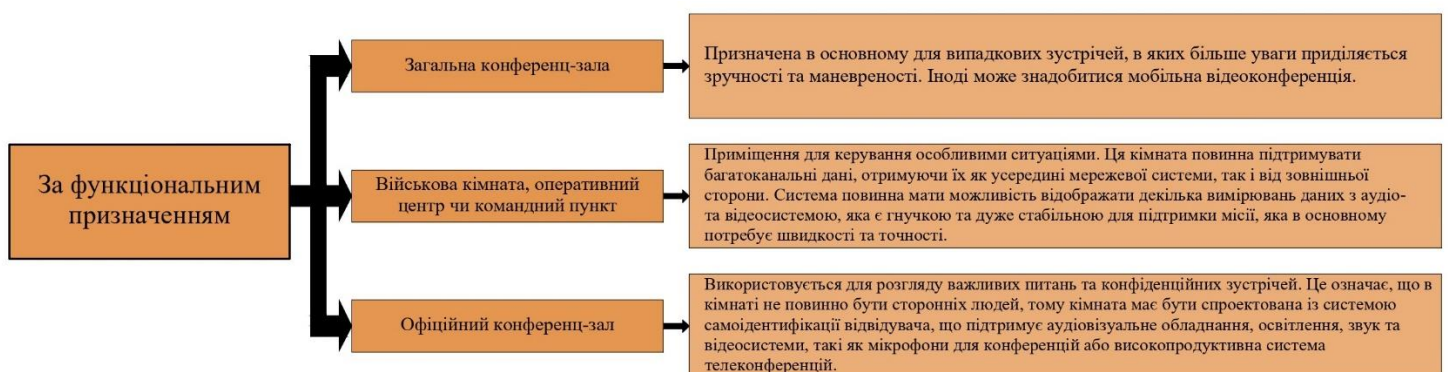 За функціональним
призначенням
Загальна конференц-зала
Призначена в основному для випадкових зустрічей, в яких більше уваги приділяється
зручності та маневреності. Іноді може знадобитися мобільна відеоконференція.
Військова кімната, оперативний
центр чи командний пункт
Приміщення для керування особливими ситуаціями. Ця кімната повинна підтримувати
багатоканальні дані, отримуючи їх як усередині мережевої системи, так і від зовнішньої
сторони. Система повинна мати можливість відображати декілька вимірювань даних з аудіо-
та відеосистемою, яка є гнучкою та дуже стабільною для підтримки місії, яка в основному
потребує швидкості та точності.
Офіційний конференц-зал
Використовується для розгляду важливих питань та конфіденційних зустрічей. Це означає, що в
кімнаті не повинно бути сторонніх людей, тому кімната має бути спроектована із системою
самоідентифікації відвідувача, що підтримує аудіовізуальне обладнання, освітлення, звук та
відеосистеми, такі як мікрофони для конференцій або високопродуктивна система
телеконференцій.